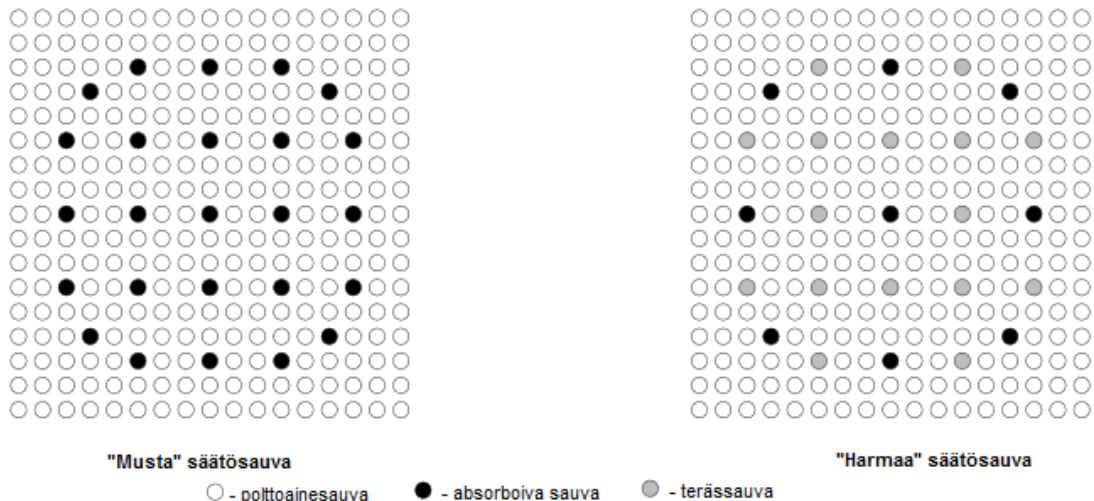 "Musta" säätösauva
"Harmaa" säätösauva
- polttoainesauva - absorboiva sauva - terässauva